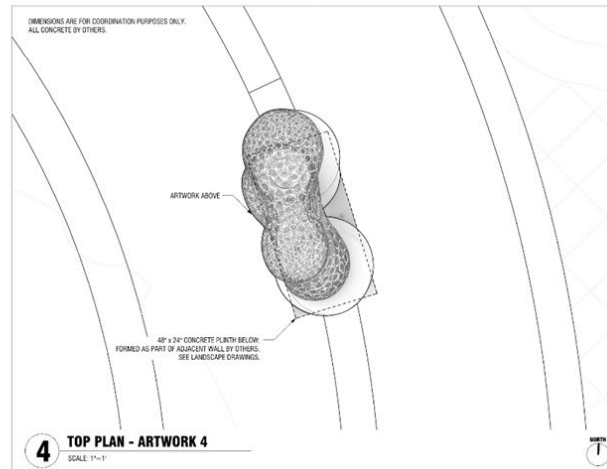 DIMENSIONS ARE FOR COORDINATION PURPOSES ONLY.
ALL CONCRETE BY OTHERS.
ARTWORK ABOVE
48" x 24" CONCRETE PLINTH BELOW.
FORMED AS PART OF ADJACENT WALL BY OTHERS.
SEE LANDSCAPE DRAWINGS.
4
TOP PLAN - ARTWORK 4
SCALE: 1"=1'
NORTH